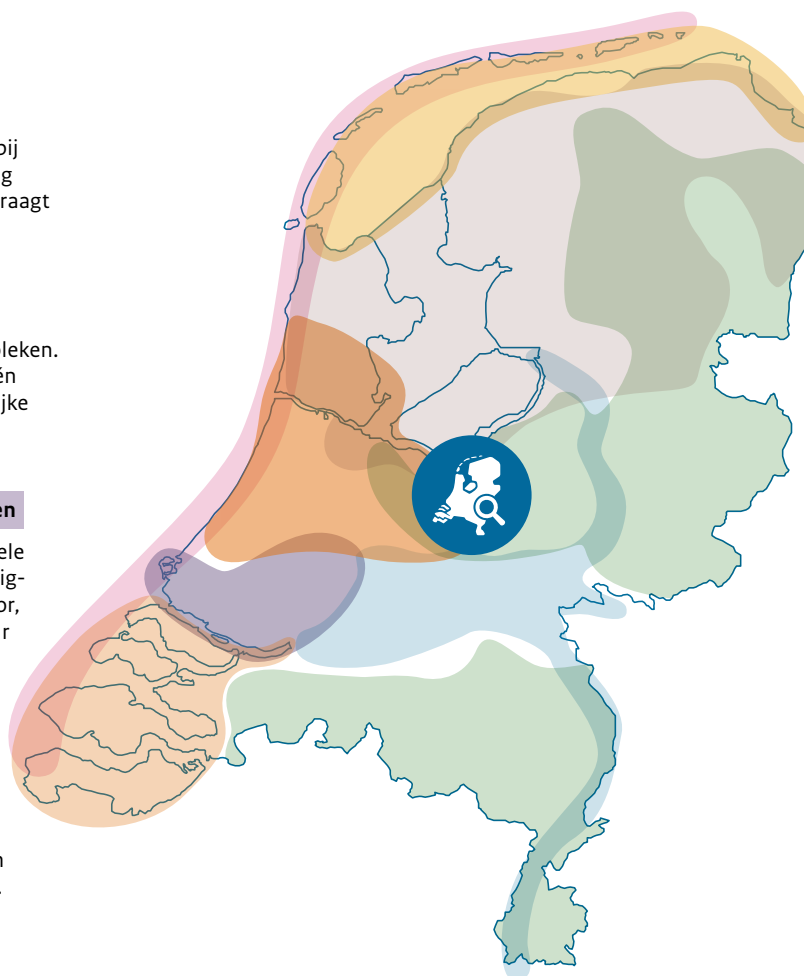 bij
g
raagt
leken.
én
ijke
en
ele
ig-
or,
r
n